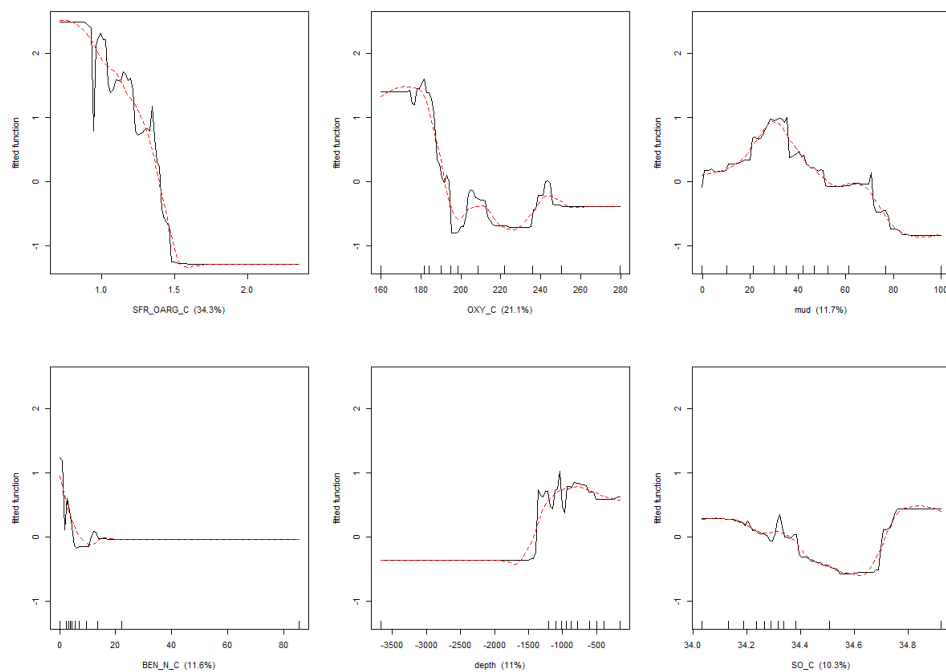 2
1
0
-1
fitted function
1.0 1.5 2.0
SFR_OARG_C (34.3%)
2
1
0
-1
fitted function
160 180 200 220 240 260 280
OXY_C (21.1%)
2
1
0
-1
fitted function
0 20 40 60 80 100
mud (11.7%)
2
1
0
-1
fitted function
0 20 40 60 80
BEN_N_C (11.6%)
2
1
0
-1
fitted function
-3500 -2500 -1500 -500 0
depth (11%)
2
1
0
-1
fitted function
34.0 34.2 34.4 34.6 34.8
SO_C (10.3%)